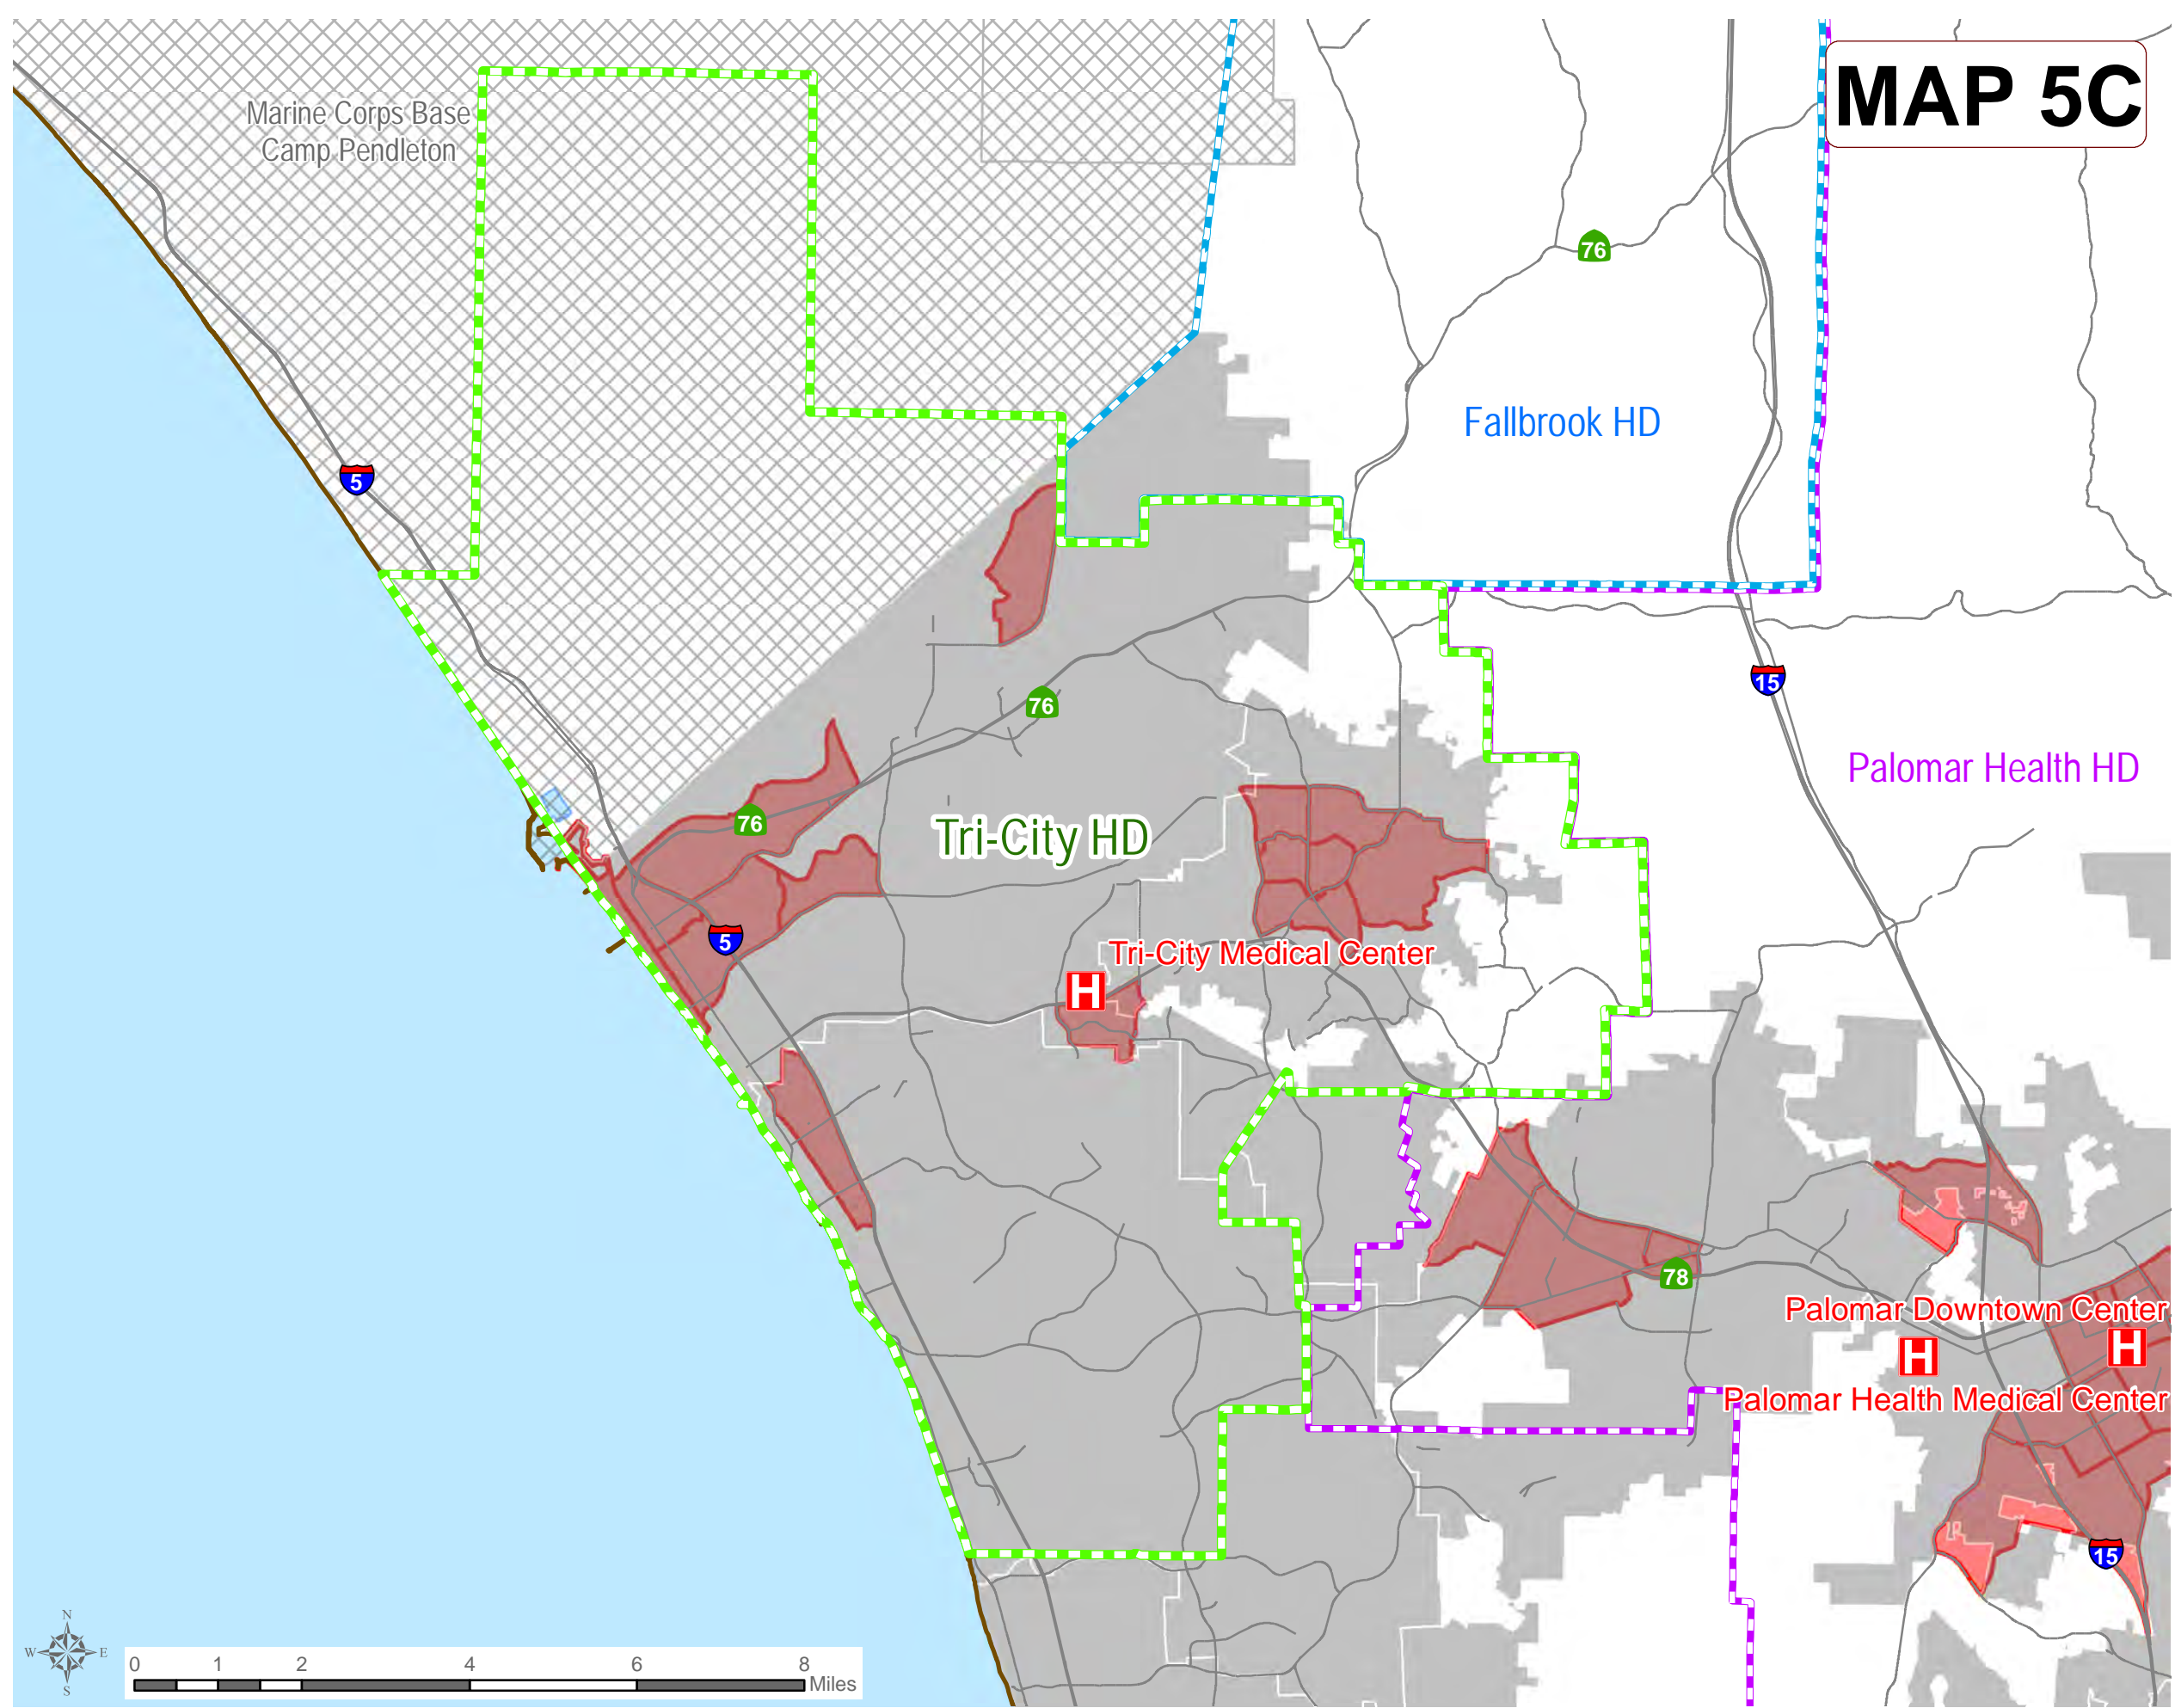 MAP 5C
Marine Corps Base
Camp Pendleton
76
Fallbrook HD
5
15
76
Palomar Health HD
76
Tri-City HD
5
Tri-City Medical Center
H
78
Palomar Downtown Center
H
H
Palomar Health Medical Center
15
N
W
E
S
0 1 2 4 6 8
Miles